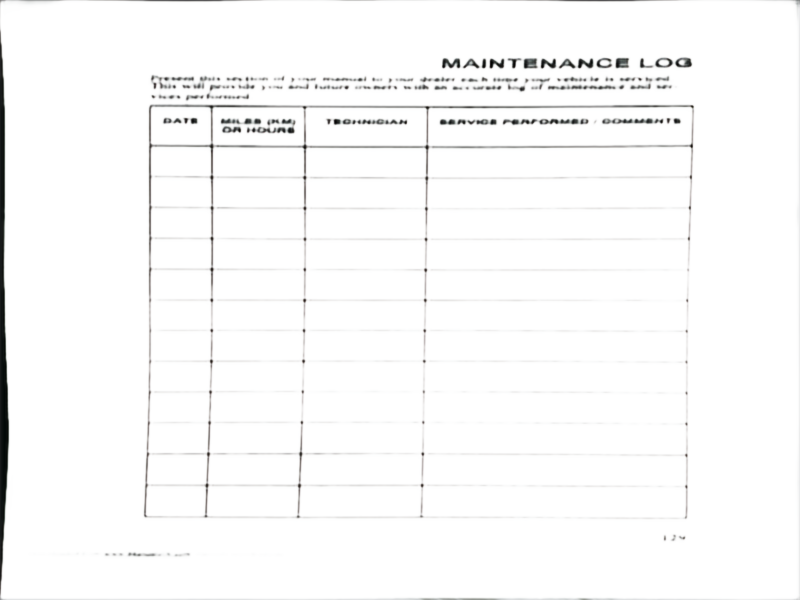 MAINTENANCE LOG
Present this section of your manual to your dealer each time your vehicle is serviced.
This will provide you and future owners with an accurate log of maintenance and ser-
vices performed.
DATE
MILES (KM)
OR HOURS
TECHNICIAN
SERVICE PERFORMED / COMMENTS
129